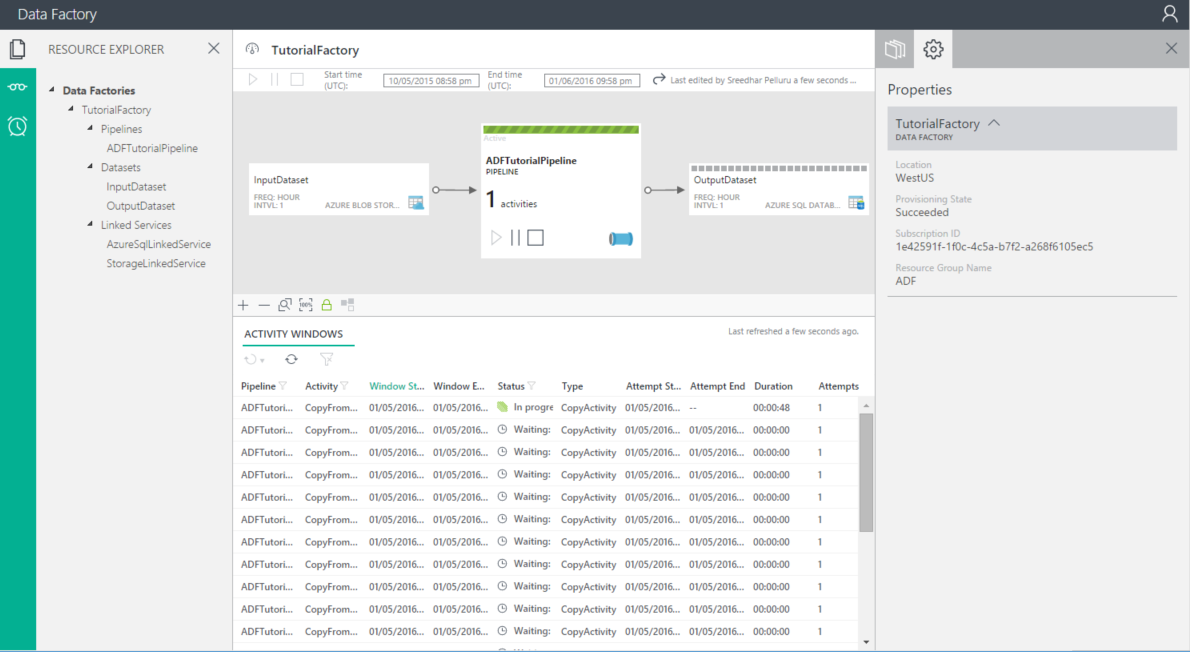 Data Factory
RESOURCE EXPLORER
Data Factories
TutorialFactory
Pipelines
ADFTutorialPipeline
Datasets
InputDataset
OutputDataset
Linked Services
AzureSqlLinkedService
StorageLinkedService
TutorialFactory
Start time (UTC): 10/05/2015 08:58 pm End time (UTC): 01/06/2016 09:58 pm Last edited by Sreedhar Pelluru a few seconds ...
InputDataset
FREQ: HOUR
INTVL: 1 AZURE BLOB STOR...
Active
ADFTutorialPipeline
PIPELINE
1 activities
OutputDataset
FREQ: HOUR
INTVL: 1 AZURE SQL DATAB...
100%
ACTIVITY WINDOWS
Last refreshed a few seconds ago.
Pipeline Activity Window St... Window E... Status Type Attempt St... Attempt End Duration Attempts
ADFTutori... CopyFrom... 01/05/2016... 01/05/2016... In progre CopyActivity 01/05/2016... -- 00:00:48 1
ADFTutori... CopyFrom... 01/05/2016... 01/05/2016... Waiting: CopyActivity 01/05/2016... 01/05/2016... 00:00:00 1
ADFTutori... CopyFrom... 01/05/2016... 01/05/2016... Waiting: CopyActivity 01/05/2016... 01/05/2016... 00:00:00 1
ADFTutori... CopyFrom... 01/05/2016... 01/05/2016... Waiting: CopyActivity 01/05/2016... 01/05/2016... 00:00:00 1
ADFTutori... CopyFrom... 01/05/2016... 01/05/2016... Waiting: CopyActivity 01/05/2016... 01/05/2016... 00:00:00 1
ADFTutori... CopyFrom... 01/05/2016... 01/05/2016... Waiting: CopyActivity 01/05/2016... 01/05/2016... 00:00:00 1
ADFTutori... CopyFrom... 01/05/2016... 01/05/2016... Waiting: CopyActivity 01/05/2016... 01/05/2016... 00:00:00 1
ADFTutori... CopyFrom... 01/05/2016... 01/05/2016... Waiting: CopyActivity 01/05/2016... 01/05/2016... 00:00:00 1
ADFTutori... CopyFrom... 01/05/2016... 01/05/2016... Waiting: CopyActivity 01/05/2016... 01/05/2016... 00:00:00 1
ADFTutori... CopyFrom... 01/05/2016... 01/05/2016... Waiting: CopyActivity 01/05/2016... 01/05/2016... 00:00:00 1
ADFTutori... CopyFrom... 01/05/2016... 01/05/2016... Waiting: CopyActivity 01/05/2016... 01/05/2016... 00:00:00 1
Properties
TutorialFactory
DATA FACTORY
Location
WestUS
Provisioning State
Succeeded
Subscription ID
1e42591f-1f0c-4c5a-b7f2-a268f6105ec5
Resource Group Name
ADF